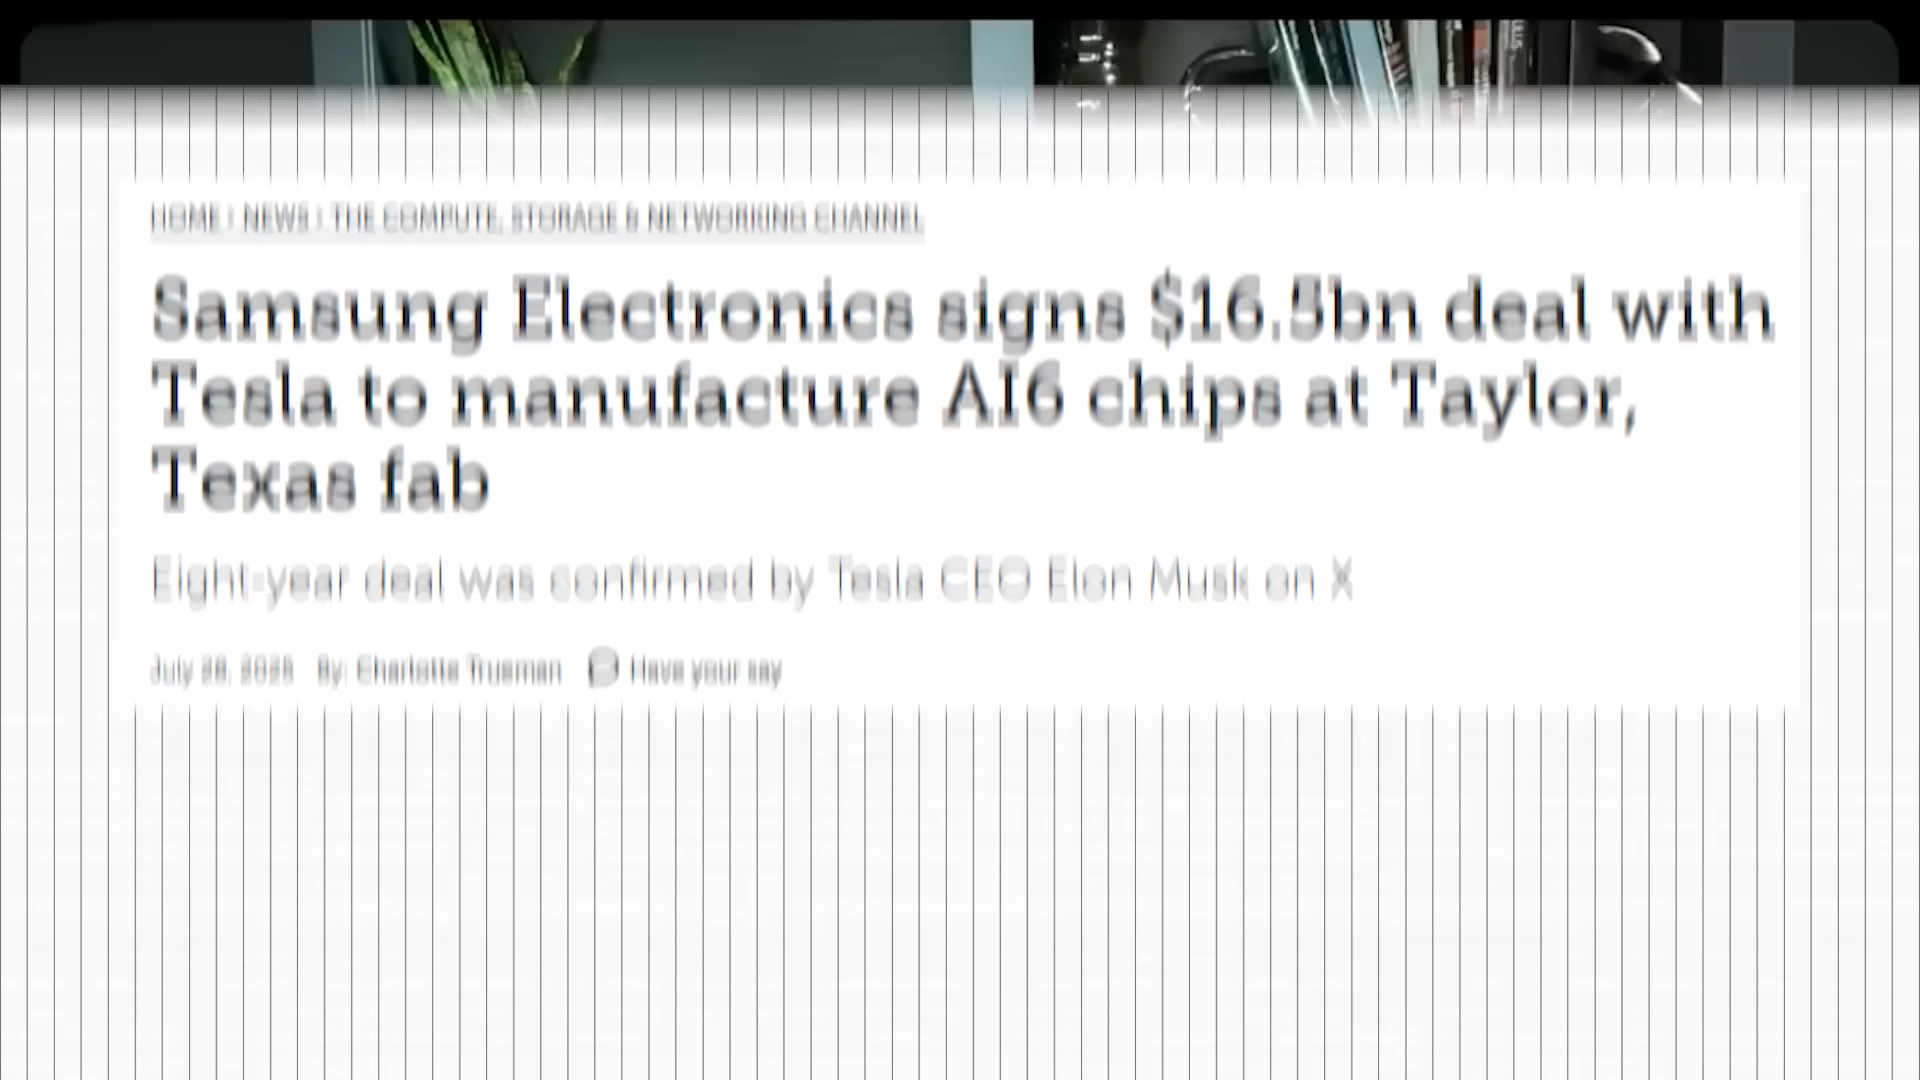 HOME | NEWS | THE COMPUTE, STORAGE & NETWORKING CHANNEL
Samsung Electronics signs $16.5bn deal with
Tesla to manufacture AI6 chips at Taylor,
Texas fab
Eight-year deal was confirmed by Tesla CEO Elon Musk on X
July 28, 2025 By: Charlotte Trueman Have your say